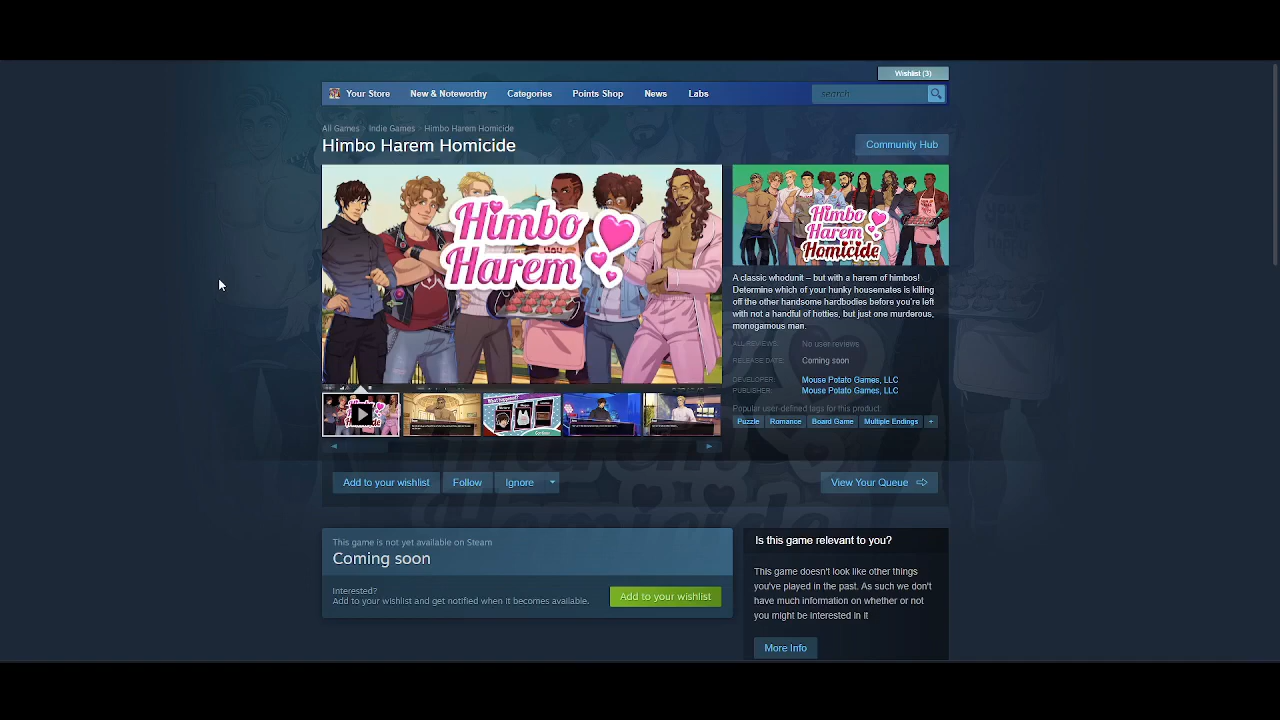 Wishlist (3)
Your Store
New & Noteworthy
Categories
Points Shop
News
Labs
search
All Games > Indie Games > Himbo Harem Homicide
Himbo Harem Homicide
Community Hub
Himbo
Harem
Himbo
Harem
Homicide
A classic whodunit – but with a harem of himbos!
Determine which of your hunky housemates is killing
off the other handsome hardbodies before you're left
with not a handful of hotties, but just one murderous,
monogamous man.
ALL REVIEWS: No user reviews
RELEASE DATE: Coming soon
DEVELOPER: Mouse Potato Games, LLC
PUBLISHER: Mouse Potato Games, LLC
Popular user-defined tags for this product:
Puzzle
Romance
Board Game
Multiple Endings
+
Add to your wishlist
Follow
Ignore
View Your Queue
This game is not yet available on Steam
Coming soon
Interested?
Add to your wishlist and get notified when it becomes available.
Add to your wishlist
Is this game relevant to you?
This game doesn't look like other things
you've played in the past. As such we don't
have much information on whether or not
you might be interested in it
More Info